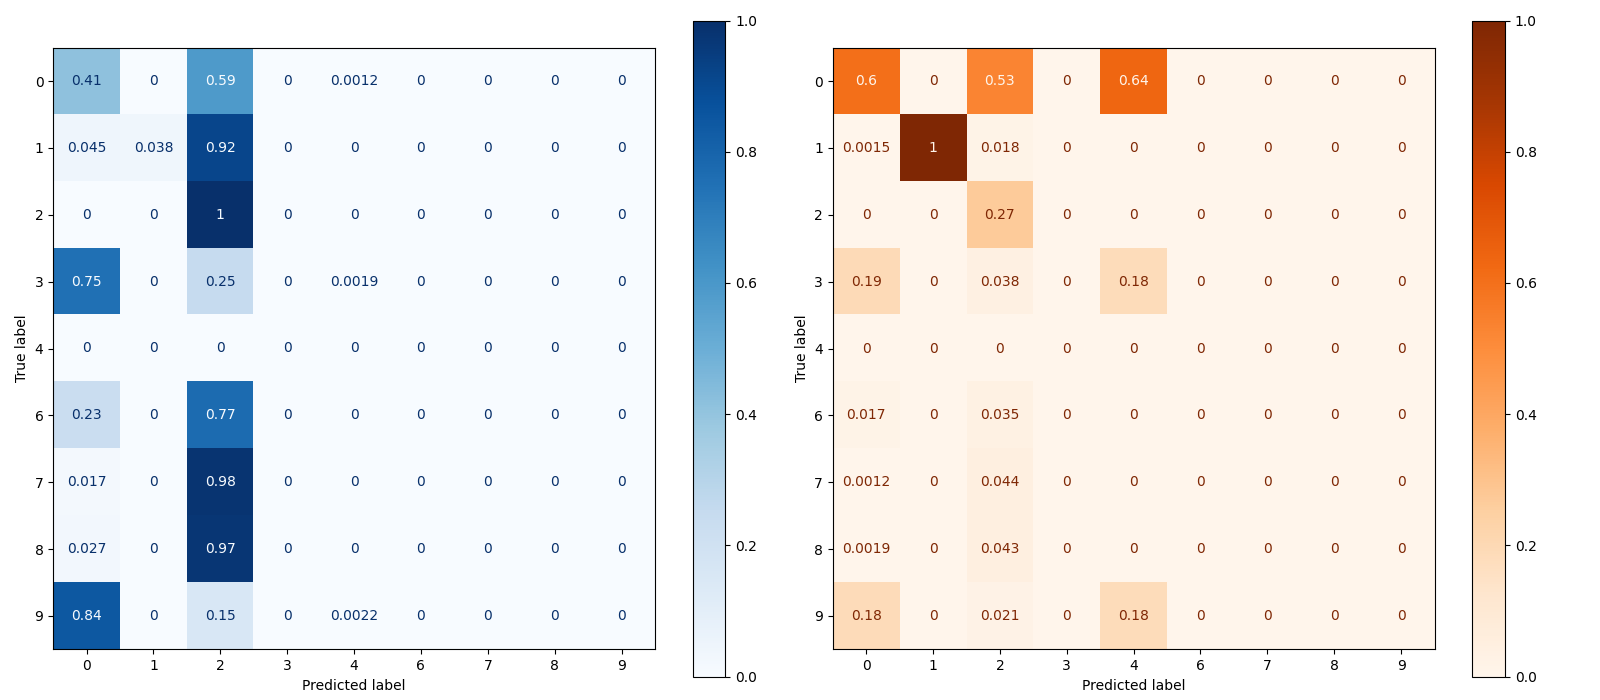 1.0
0 0.41 0 0.59 0 0.0012 0 0 0 0
1 0.045 0.038 0.92 0 0 0 0 0 0
0.8
2 0 0 1 0 0 0 0 0 0
3 0.75 0 0.25 0 0.0019 0 0 0 0
0.6
4 0 0 0 0 0 0 0 0 0
True label
6 0.23 0 0.77 0 0 0 0 0 0
0.4
7 0.017 0 0.98 0 0 0 0 0 0
8 0.027 0 0.97 0 0 0 0 0 0
0.2
9 0.84 0 0.15 0 0.0022 0 0 0 0
0.0
0 1 2 3 4 6 7 8 9
Predicted label
1.0
0 0.6 0 0.53 0 0.64 0 0 0 0
1 0.0015 1 0.018 0 0 0 0 0 0
0.8
2 0 0 0.27 0 0 0 0 0 0
3 0.19 0 0.038 0 0.18 0 0 0 0
0.6
4 0 0 0 0 0 0 0 0 0
True label
6 0.017 0 0.035 0 0 0 0 0 0
0.4
7 0.0012 0 0.044 0 0 0 0 0 0
8 0.0019 0 0.043 0 0 0 0 0 0
0.2
9 0.18 0 0.021 0 0.18 0 0 0 0
0.0
0 1 2 3 4 6 7 8 9
Predicted label